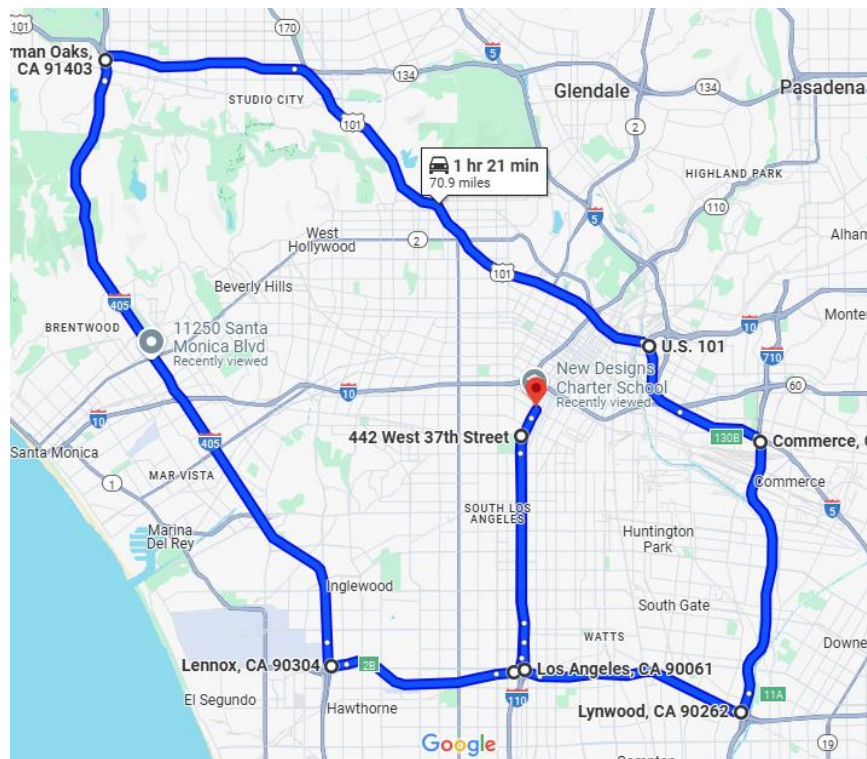 101
170
5
rman Oaks,
CA 91403
134
Glendale
134
Pasadena
STUDIO CITY
2
101
1 hr 21 min
70.9 miles
HIGHLAND PARK
110
5
West
Hollywood
2
Alham
101
Beverly Hills
405
BRENTWOOD
11250 Santa
Monica Blvd
Recently viewed
10
Monter
U.S. 101
710
New Designs
Charter School
Recently viewed
60
10
10
442 West 37th Street
130B
Commerce, C
405
Santa Monica
MAR VISTA
1
Commerce
SOUTH LOS
ANGELES
5
Marina
Del Rey
Huntington
Park
Inglewood
South Gate
WATTS
Downe
Lennox, CA 90304
2B
Los Angeles, CA 90061
El Segundo
110
11A
Hawthorne
Lynwood, CA 90262
Google
19